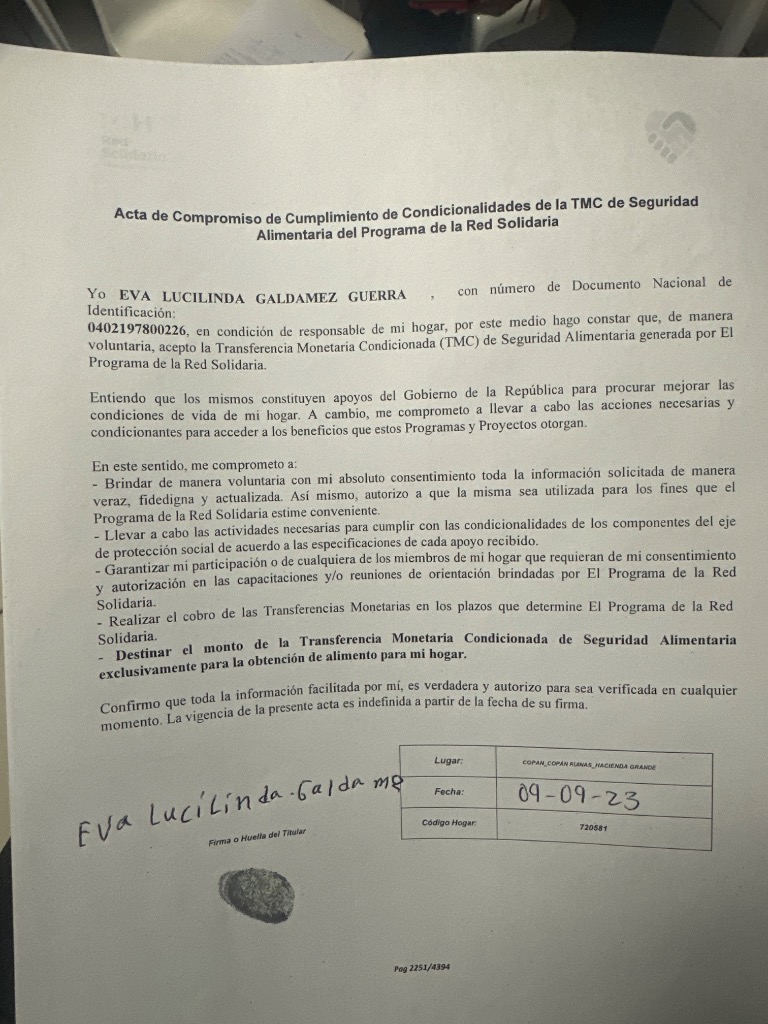 Red
Solidaria
Acta de Compromiso de Cumplimiento de Condicionalidades de la TMC de Seguridad
Alimentaria del Programa de la Red Solidaria
Yo EVA LUCILINDA GALDAMEZ GUERRA , con número de Documento Nacional de
Identificación:
0402197800226, en condición de responsable de mi hogar, por este medio hago constar que, de manera
voluntaria, acepto la Transferencia Monetaria Condicionada (TMC) de Seguridad Alimentaria generada por El
Programa de la Red Solidaria.
Entiendo que los mismos constituyen apoyos del Gobierno de la República para procurar mejorar las
condiciones de vida de mi hogar. A cambio, me comprometo a llevar a cabo las acciones necesarias y
condicionantes para acceder a los beneficios que estos Programas y Proyectos otorgan.
En este sentido, me comprometo a:
- Brindar de manera voluntaria con mi absoluto consentimiento toda la información solicitada de manera
veraz, fidedigna y actualizada. Así mismo, autorizo a que la misma sea utilizada para los fines que el
Programa de la Red Solidaria estime conveniente.
- Llevar a cabo las actividades necesarias para cumplir con las condicionalidades de los componentes del eje
de protección social de acuerdo a las especificaciones de cada apoyo recibido.
- Garantizar mi participación o de cualquiera de los miembros de mi hogar que requieran de mi consentimiento
y autorización en las capacitaciones y/o reuniones de orientación brindadas por El Programa de la Red
Solidaria.
- Realizar el cobro de las Transferencias Monetarias en los plazos que determine El Programa de la Red
Solidaria.
- Destinar el monto de la Transferencia Monetaria Condicionada de Seguridad Alimentaria
exclusivamente para la obtención de alimento para mi hogar.
Confirmo que toda la información facilitada por mí, es verdadera y autorizo para sea verificada en cualquier
momento. La vigencia de la presente acta es indefinida a partir de la fecha de su firma.
Lugar: COPAN_COPÁN RUINAS_HACIENDA GRANDE
Fecha: 09-09-23
Código Hogar: 720581
Eva Lucilinda.Galdame
Firma o Huella del Titular
Pag 2251/4394